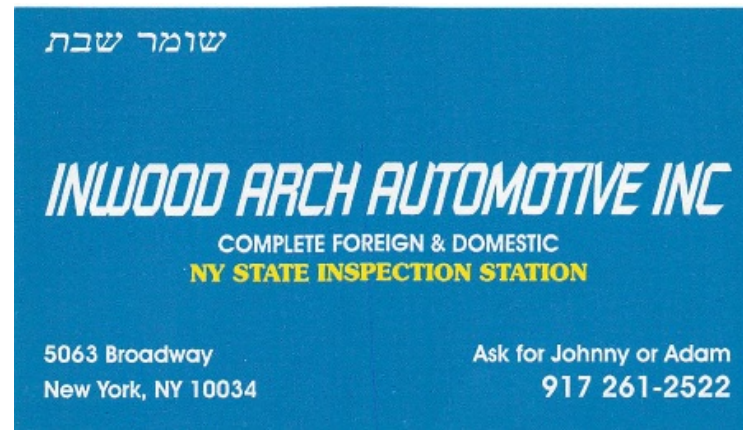 שומר שבת
INWOOD ARCH AUTOMOTIVE INC
COMPLETE FOREIGN & DOMESTIC
NY STATE INSPECTION STATION
5063 Broadway
New York, NY 10034
Ask for Johnny or Adam
917 261-2522